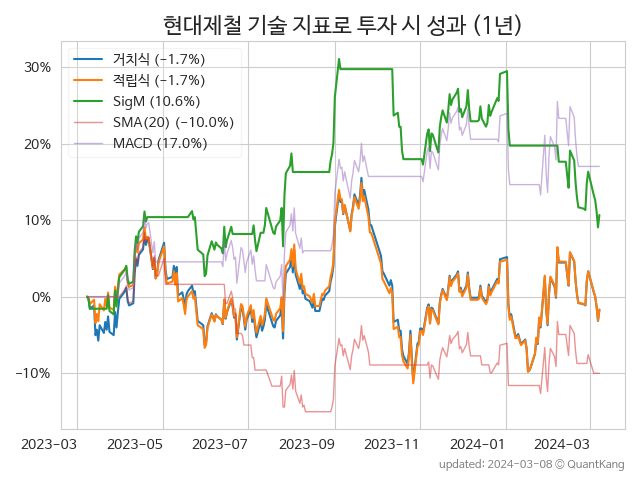 현대제철 기술 지표로 투자 시 성과 (1년)
30%
20%
10%
0%
−10%
거치식 (−1.7%)
적립식 (−1.7%)
SigM (10.6%)
SMA(20) (−10.0%)
MACD (17.0%)
2023-03
2023-05
2023-07
2023-09
2023-11
2024-01
2024-03
updated: 2024-03-08 © QuantKang